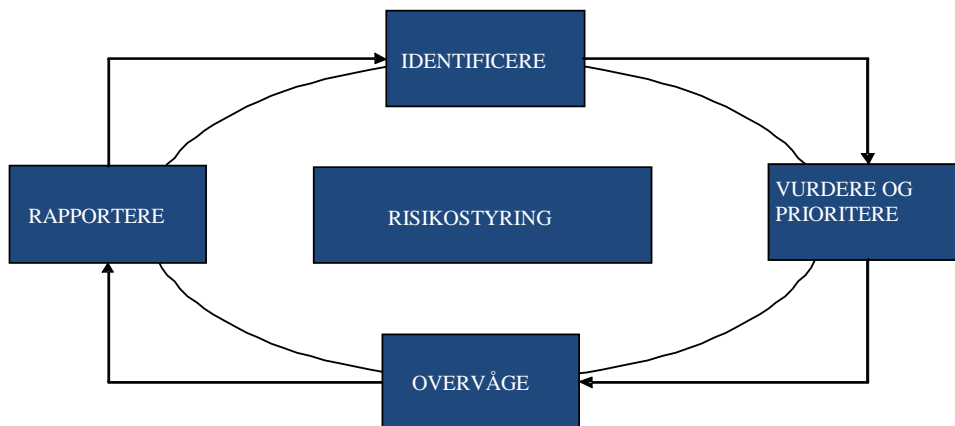 IDENTIFICERE
RAPPORTERE
RISIKOSTYRING
VURDERE OG
PRIORITERE
OVERVÅGE